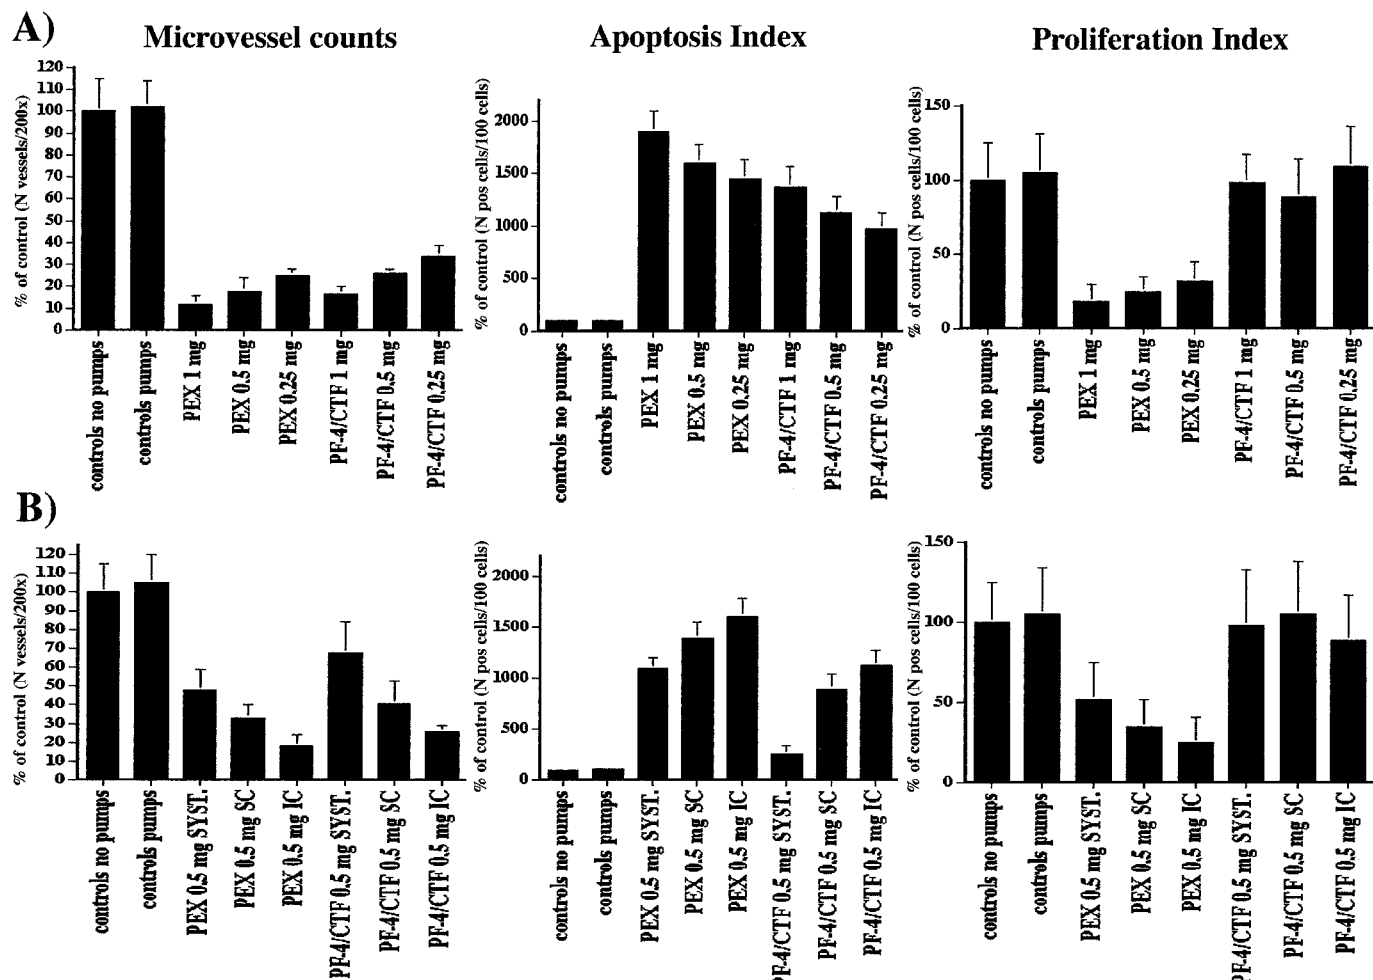 A)
Microvessel counts
Apoptosis Index
Proliferation Index
% of control (N vessels/200x)
120
110
100
90
80
70
60
50
40
30
20
10
0
controls no pumps
controls pumps
PEX 1 mg
PEX 0.5 mg
PEX 0.25 mg
PF-4/CTF 1 mg
PF-4/CTF 0.5 mg
PF-4/CTF 0.25 mg
% of control (N pos cells/100 cells)
2000
1500
1000
500
0
controls no pumps
controls pumps
PEX 1 mg
PEX 0.5 mg
PEX 0.25 mg
PF-4/CTF 1 mg
PF-4/CTF 0.5 mg
PF-4/CTF 0.25 mg
% of control (N pos cells/100 cells)
150
100
50
0
controls no pumps
controls pumps
PEX 1 mg
PEX 0.5 mg
PEX 0.25 mg
PF-4/CTF 1 mg
PF-4/CTF 0.5 mg
PF-4/CTF 0.25 mg
B)
% of control (N vessels/200x)
120
110
100
90
80
70
60
50
40
30
20
10
0
controls no pumps
controls pumps
PEX 0.5 mg SYST.
PEX 0.5 mg SC
PEX 0.5 mg IC
PF-4/CTF 0.5 mg SYST.
PF-4/CTF 0.5 mg SC
PF-4/CTF 0.5 mg IC
% of control (N pos cells/100 cells)
2000
1500
1000
500
0
controls no pumps
controls pumps
PEX 0.5 mg SYST.
PEX 0.5 mg SC
PEX 0.5 mg IC
PF-4/CTF 0.5 mg SYST.
PF-4/CTF 0.5 mg SC
PF-4/CTF 0.5 mg IC
% of control (N pos cells/100 cells)
150
100
50
0
controls no pumps
controls pumps
PEX 0.5 mg SYST.
PEX 0.5 mg SC
PEX 0.5 mg IC
PF-4/CTF 0.5 mg SYST.
PF-4/CTF 0.5 mg SC
PF-4/CTF 0.5 mg IC